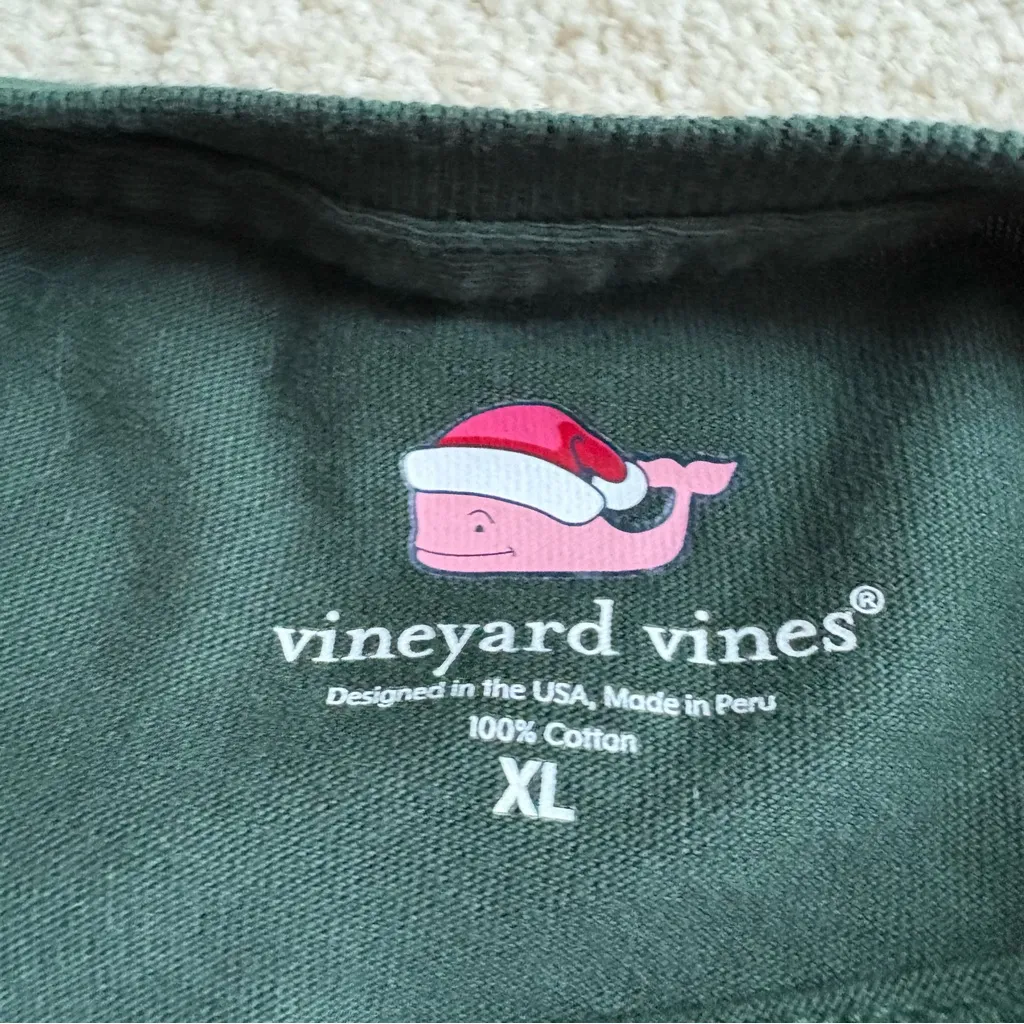 vineyard vines®
Designed in the USA, Made in Peru
100% Cotton
XL